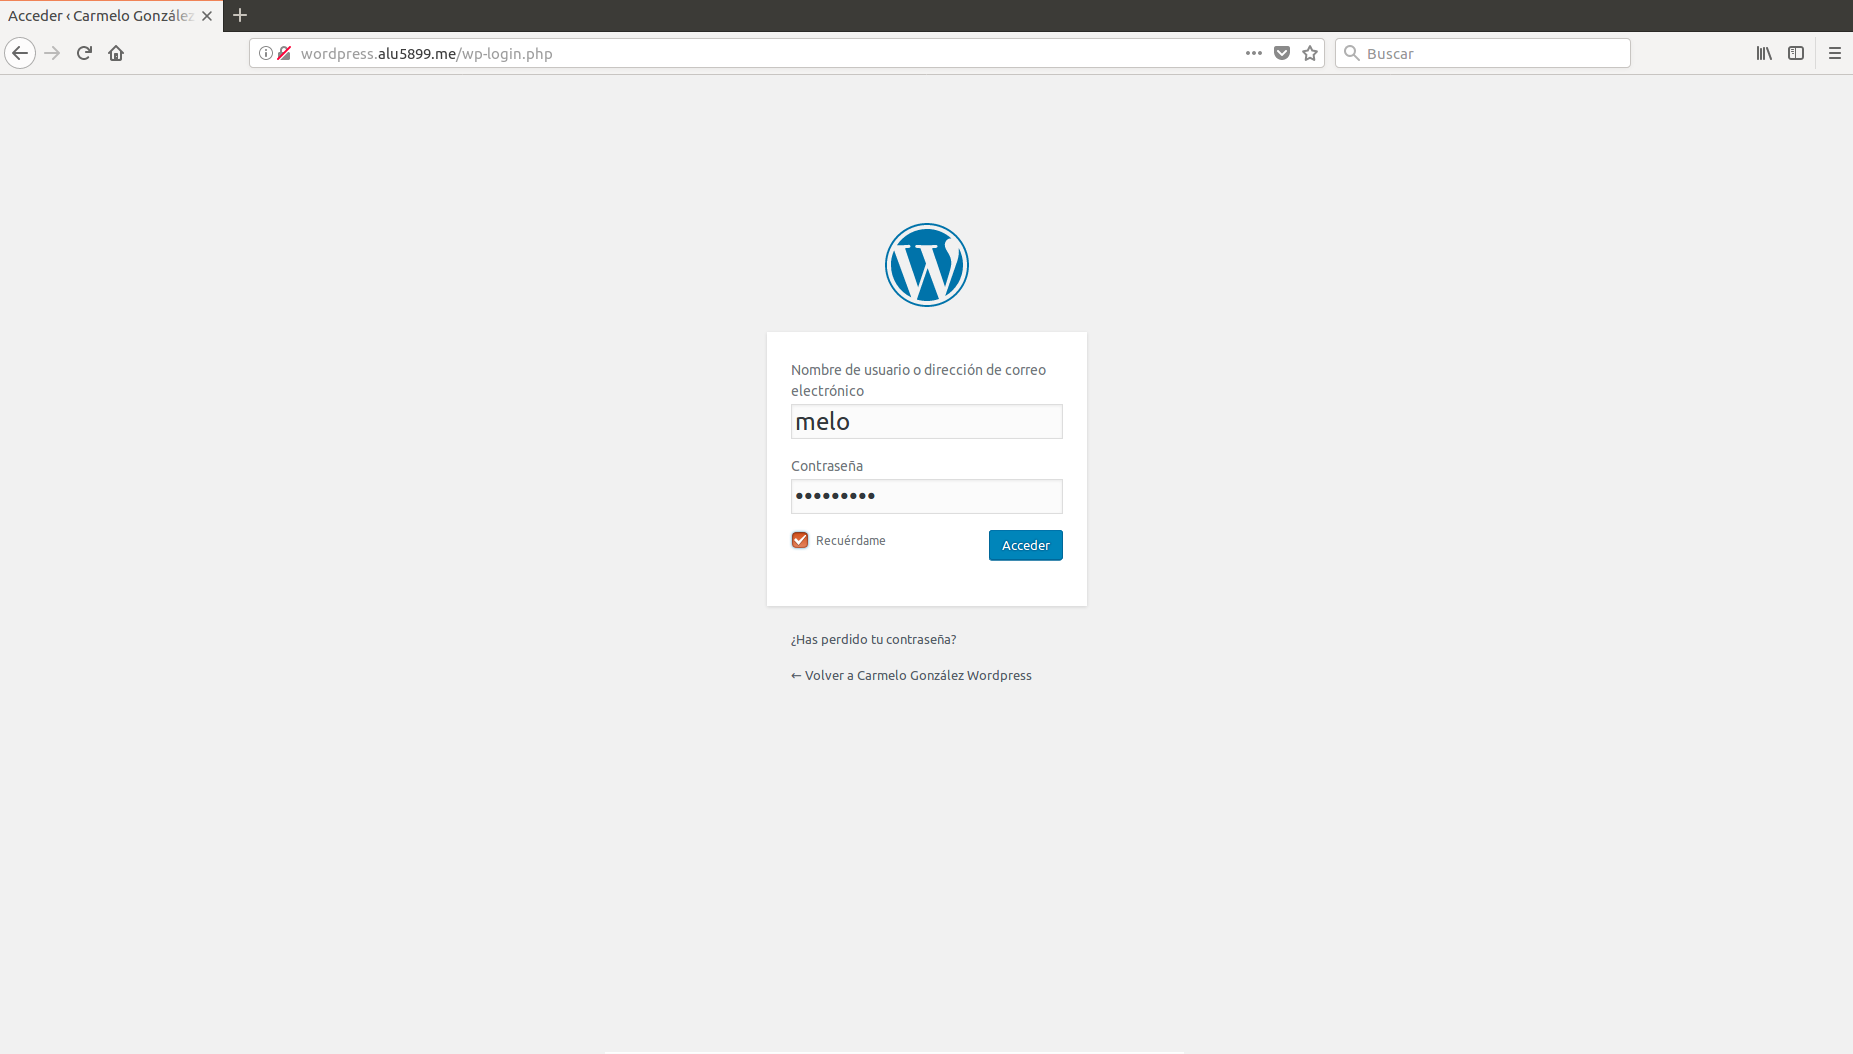 Acceder ‹ Carmelo González
wordpress.alu5899.me/wp-login.php
Buscar
Nombre de usuario o dirección de correo
electrónico
melo
Contraseña
•••••••••
Recuérdame
Acceder
¿Has perdido tu contraseña?
← Volver a Carmelo González Wordpress